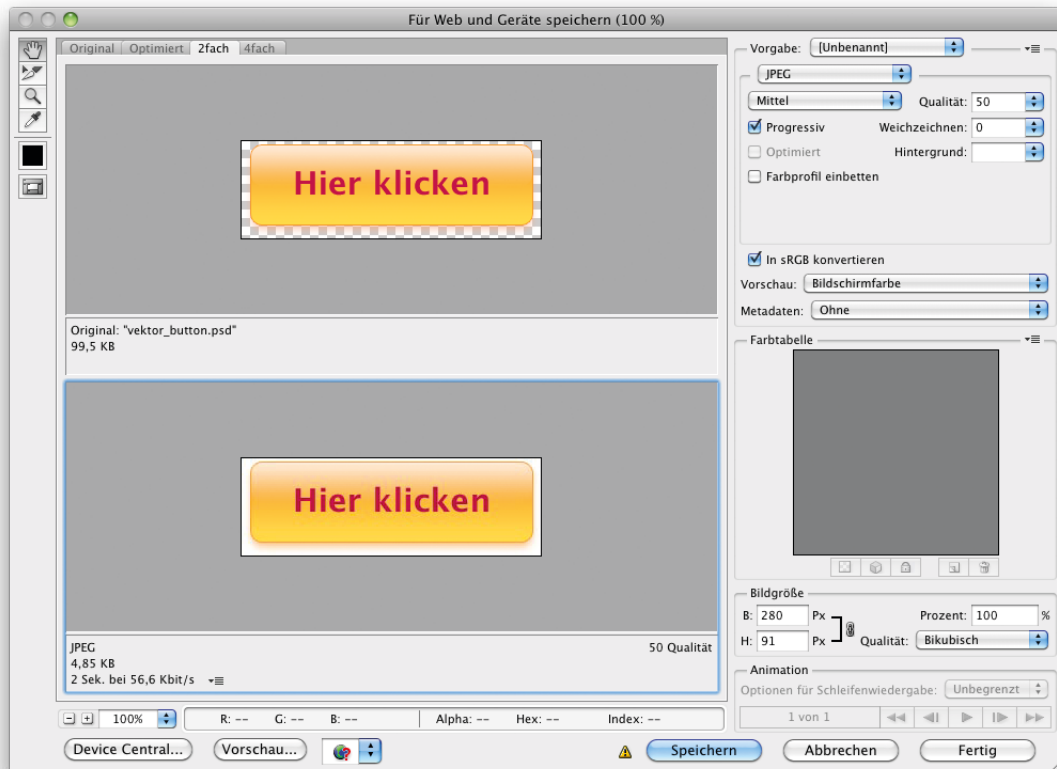 Für Web und Geräte speichern (100 %)
Original Optimiert 2fach 4fach
Hier klicken
Original: "vektor_button.psd"
99,5 KB
Hier klicken
JPEG 50 Qualität
4,85 KB
2 Sek. bei 56,6 Kbit/s
100% R: -- G: -- B: -- Alpha: -- Hex: -- Index: --
Device Central... Vorschau...
Vorgabe: [Unbenannt]
JPEG
Mittel Qualität: 50
Progressiv Weichzeichnen: 0
Optimiert Hintergrund:
Farbprofil einbetten
In sRGB konvertieren
Vorschau: Bildschirmfarbe
Metadaten: Ohne
Farbtabelle
Bildgröße
B: 280 Px Prozent: 100 %
H: 91 Px Qualität: Bikubisch
Animation
Optionen für Schleifenwiedergabe: Unbegrenzt
1 von 1
Speichern Abbrechen Fertig